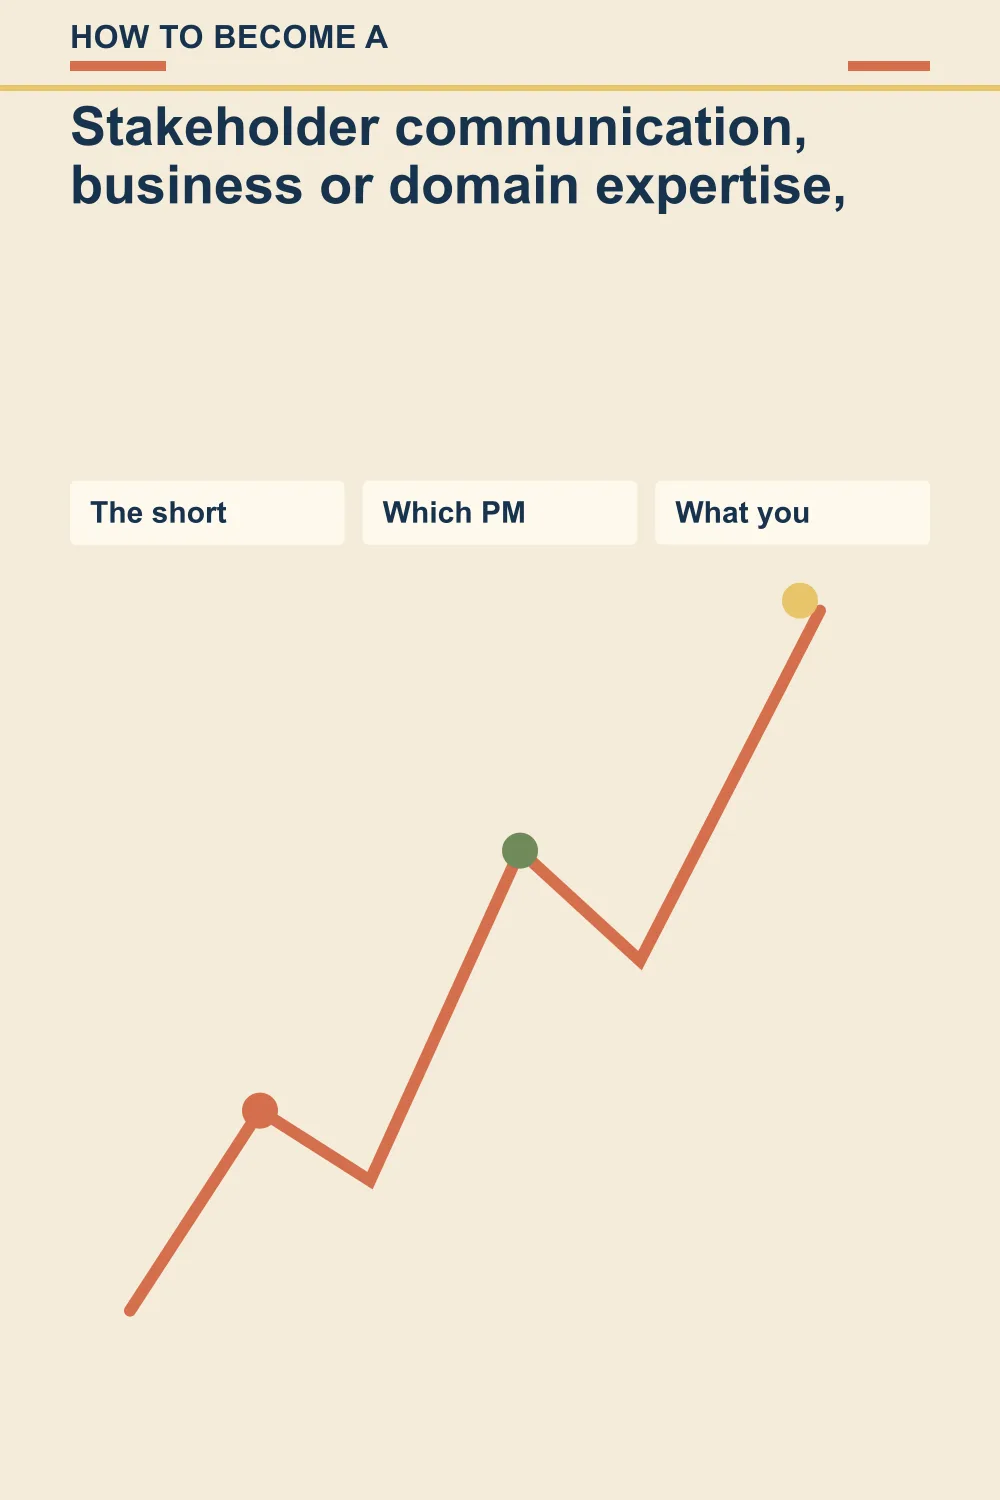 HOW TO BECOME A
Stakeholder communication,
business or domain expertise,
The short
Which PM
What you